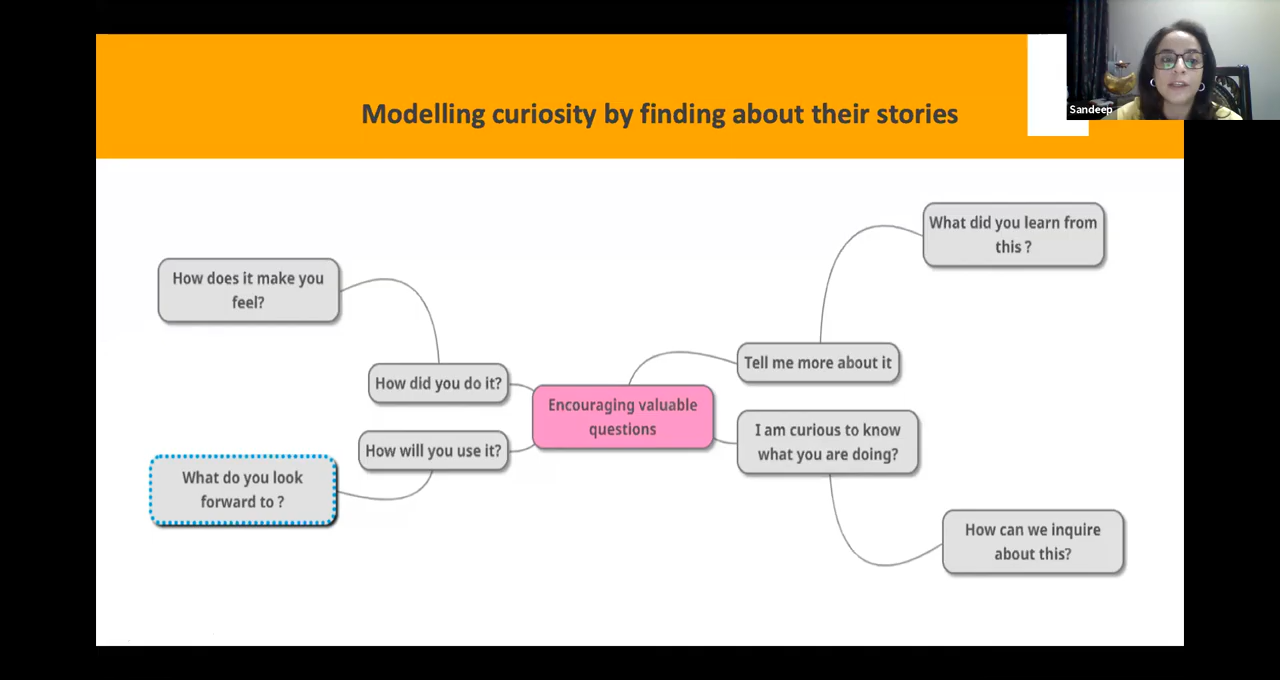 Modelling curiosity by finding about their stories
Sandeep
What did you learn from
this ?
How does it make you
feel?
Tell me more about it
How did you do it?
Encouraging valuable
questions
I am curious to know
what you are doing?
How will you use it?
What do you look
forward to ?
How can we inquire
about this?